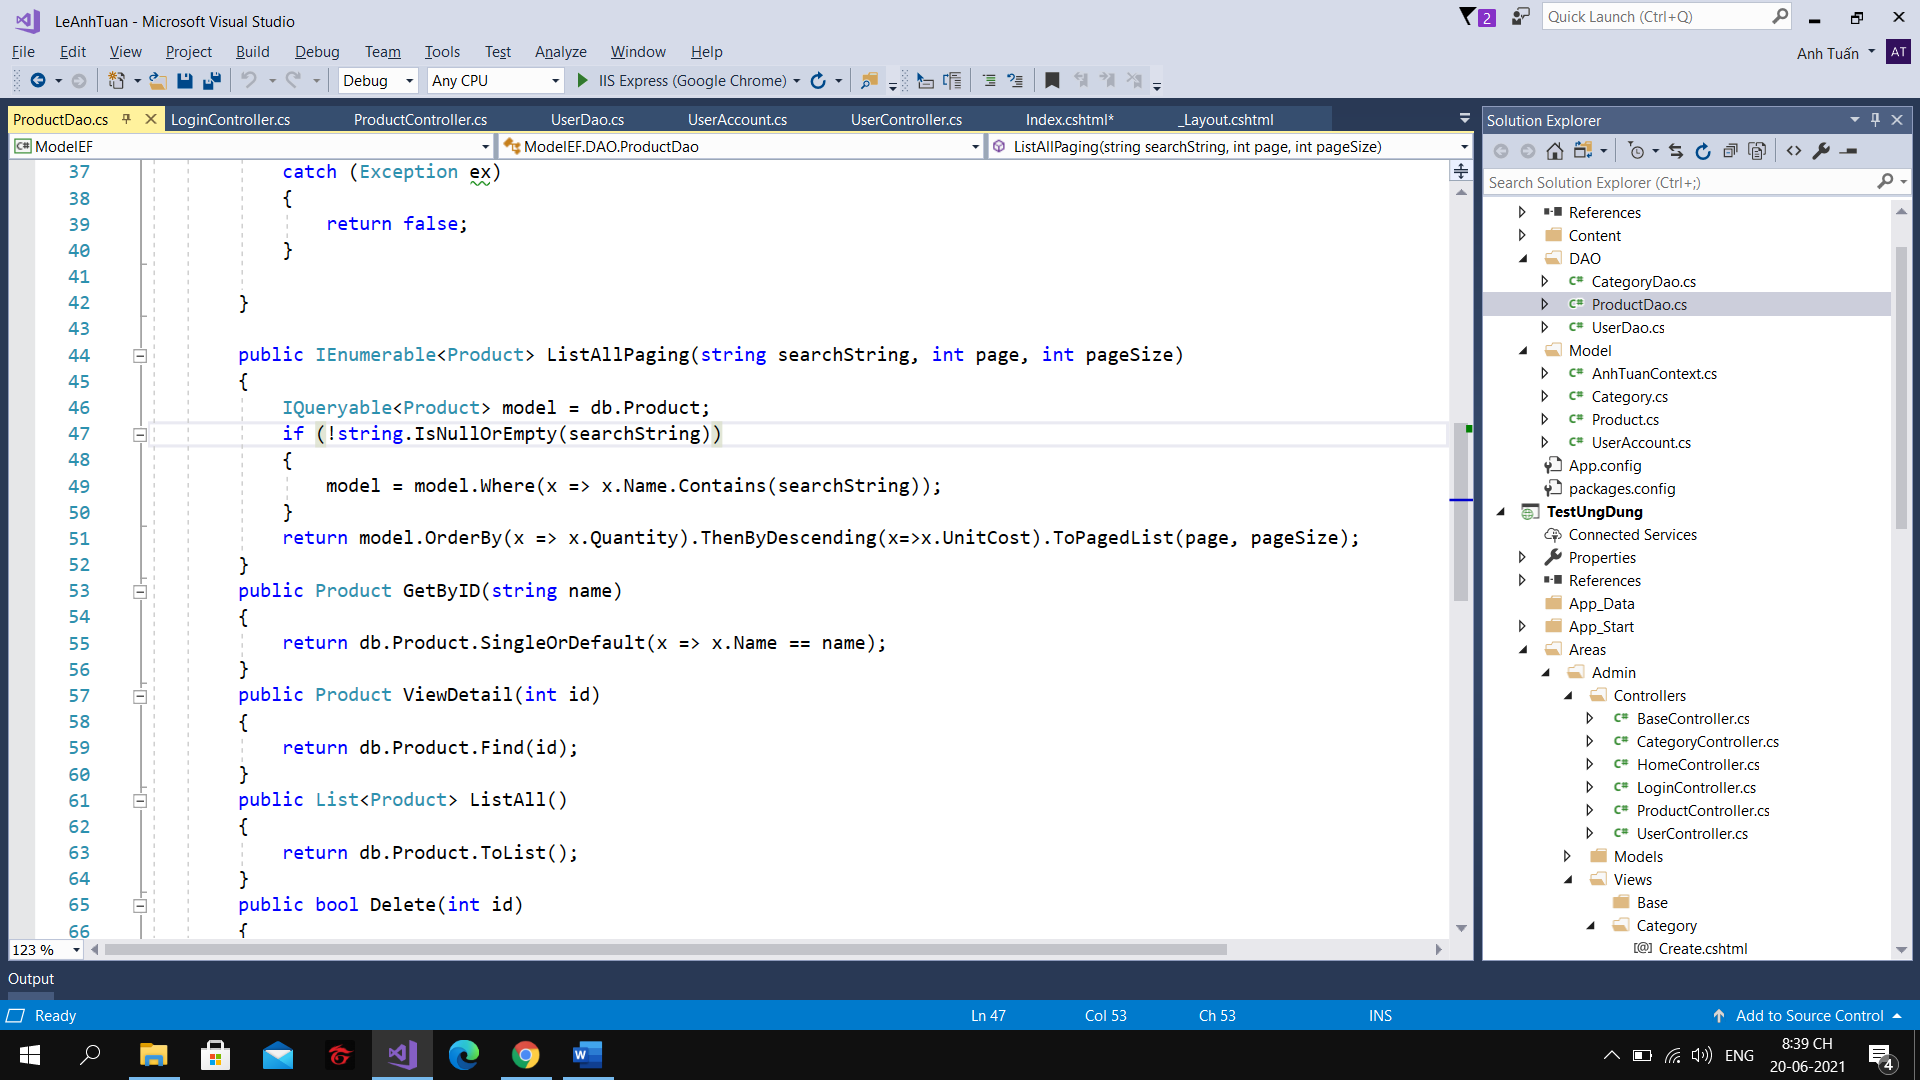 LeAnhTuan - Microsoft Visual Studio
2
Quick Launch (Ctrl+Q)
File Edit View Project Build Debug Team Tools Test Analyze Window Help
Anh Tuấn AT
Debug Any CPU IIS Express (Google Chrome)
ProductDao.cs LoginController.cs ProductController.cs UserDao.cs UserAccount.cs UserController.cs Index.cshtml* _Layout.cshtml
C# ModelEF ModelEF.DAO.ProductDao ListAllPaging(string searchString, int page, int pageSize)
37 catch (Exception ex)
38 {
39 return false;
40 }
41
42 }
43
44 public IEnumerable<Product> ListAllPaging(string searchString, int page, int pageSize)
45 {
46 IQueryable<Product> model = db.Product;
47 if (!string.IsNullOrEmpty(searchString))
48 {
49 model = model.Where(x => x.Name.Contains(searchString));
50 }
51 return model.OrderBy(x => x.Quantity).ThenByDescending(x=>x.UnitCost).ToPagedList(page, pageSize);
52 }
53 public Product GetByID(string name)
54 {
55 return db.Product.SingleOrDefault(x => x.Name == name);
56 }
57 public Product ViewDetail(int id)
58 {
59 return db.Product.Find(id);
60 }
61 public List<Product> ListAll()
62 {
63 return db.Product.ToList();
64 }
65 public bool Delete(int id)
66 {
123 %
Solution Explorer
Search Solution Explorer (Ctrl+;)
References
Content
DAO
C# CategoryDao.cs
C# ProductDao.cs
C# UserDao.cs
Model
C# AnhTuanContext.cs
C# Category.cs
C# Product.cs
C# UserAccount.cs
App.config
packages.config
TestUngDung
Connected Services
Properties
References
App_Data
App_Start
Areas
Admin
Controllers
C# BaseController.cs
C# CategoryController.cs
C# HomeController.cs
C# LoginController.cs
C# ProductController.cs
C# UserController.cs
Models
Views
Base
Category
[@] Create.cshtml
Output
Ready Ln 47 Col 53 Ch 53 INS Add to Source Control
ENG 8:39 CH
20-06-2021
4